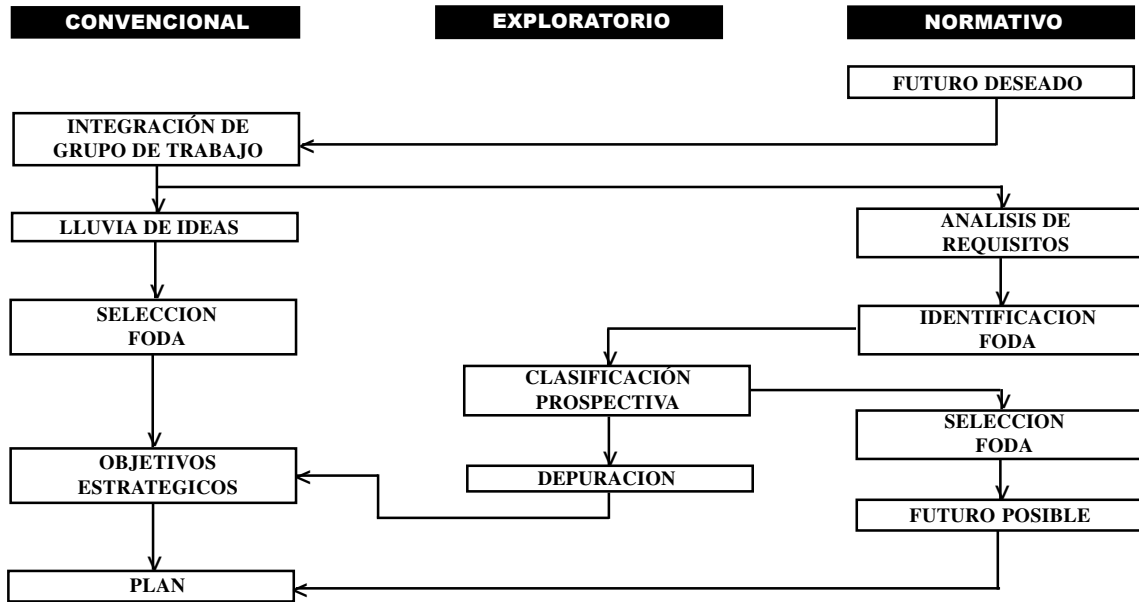 CONVENCIONAL
EXPLORATORIO
NORMATIVO
FUTURO DESEADO
INTEGRACIÓN DE
GRUPO DE TRABAJO
LLUVIA DE IDEAS
ANALISIS DE
REQUISITOS
SELECCION
FODA
IDENTIFICACION
FODA
CLASIFICACIÓN
PROSPECTIVA
SELECCION
FODA
OBJETIVOS
ESTRATEGICOS
DEPURACION
FUTURO POSIBLE
PLAN